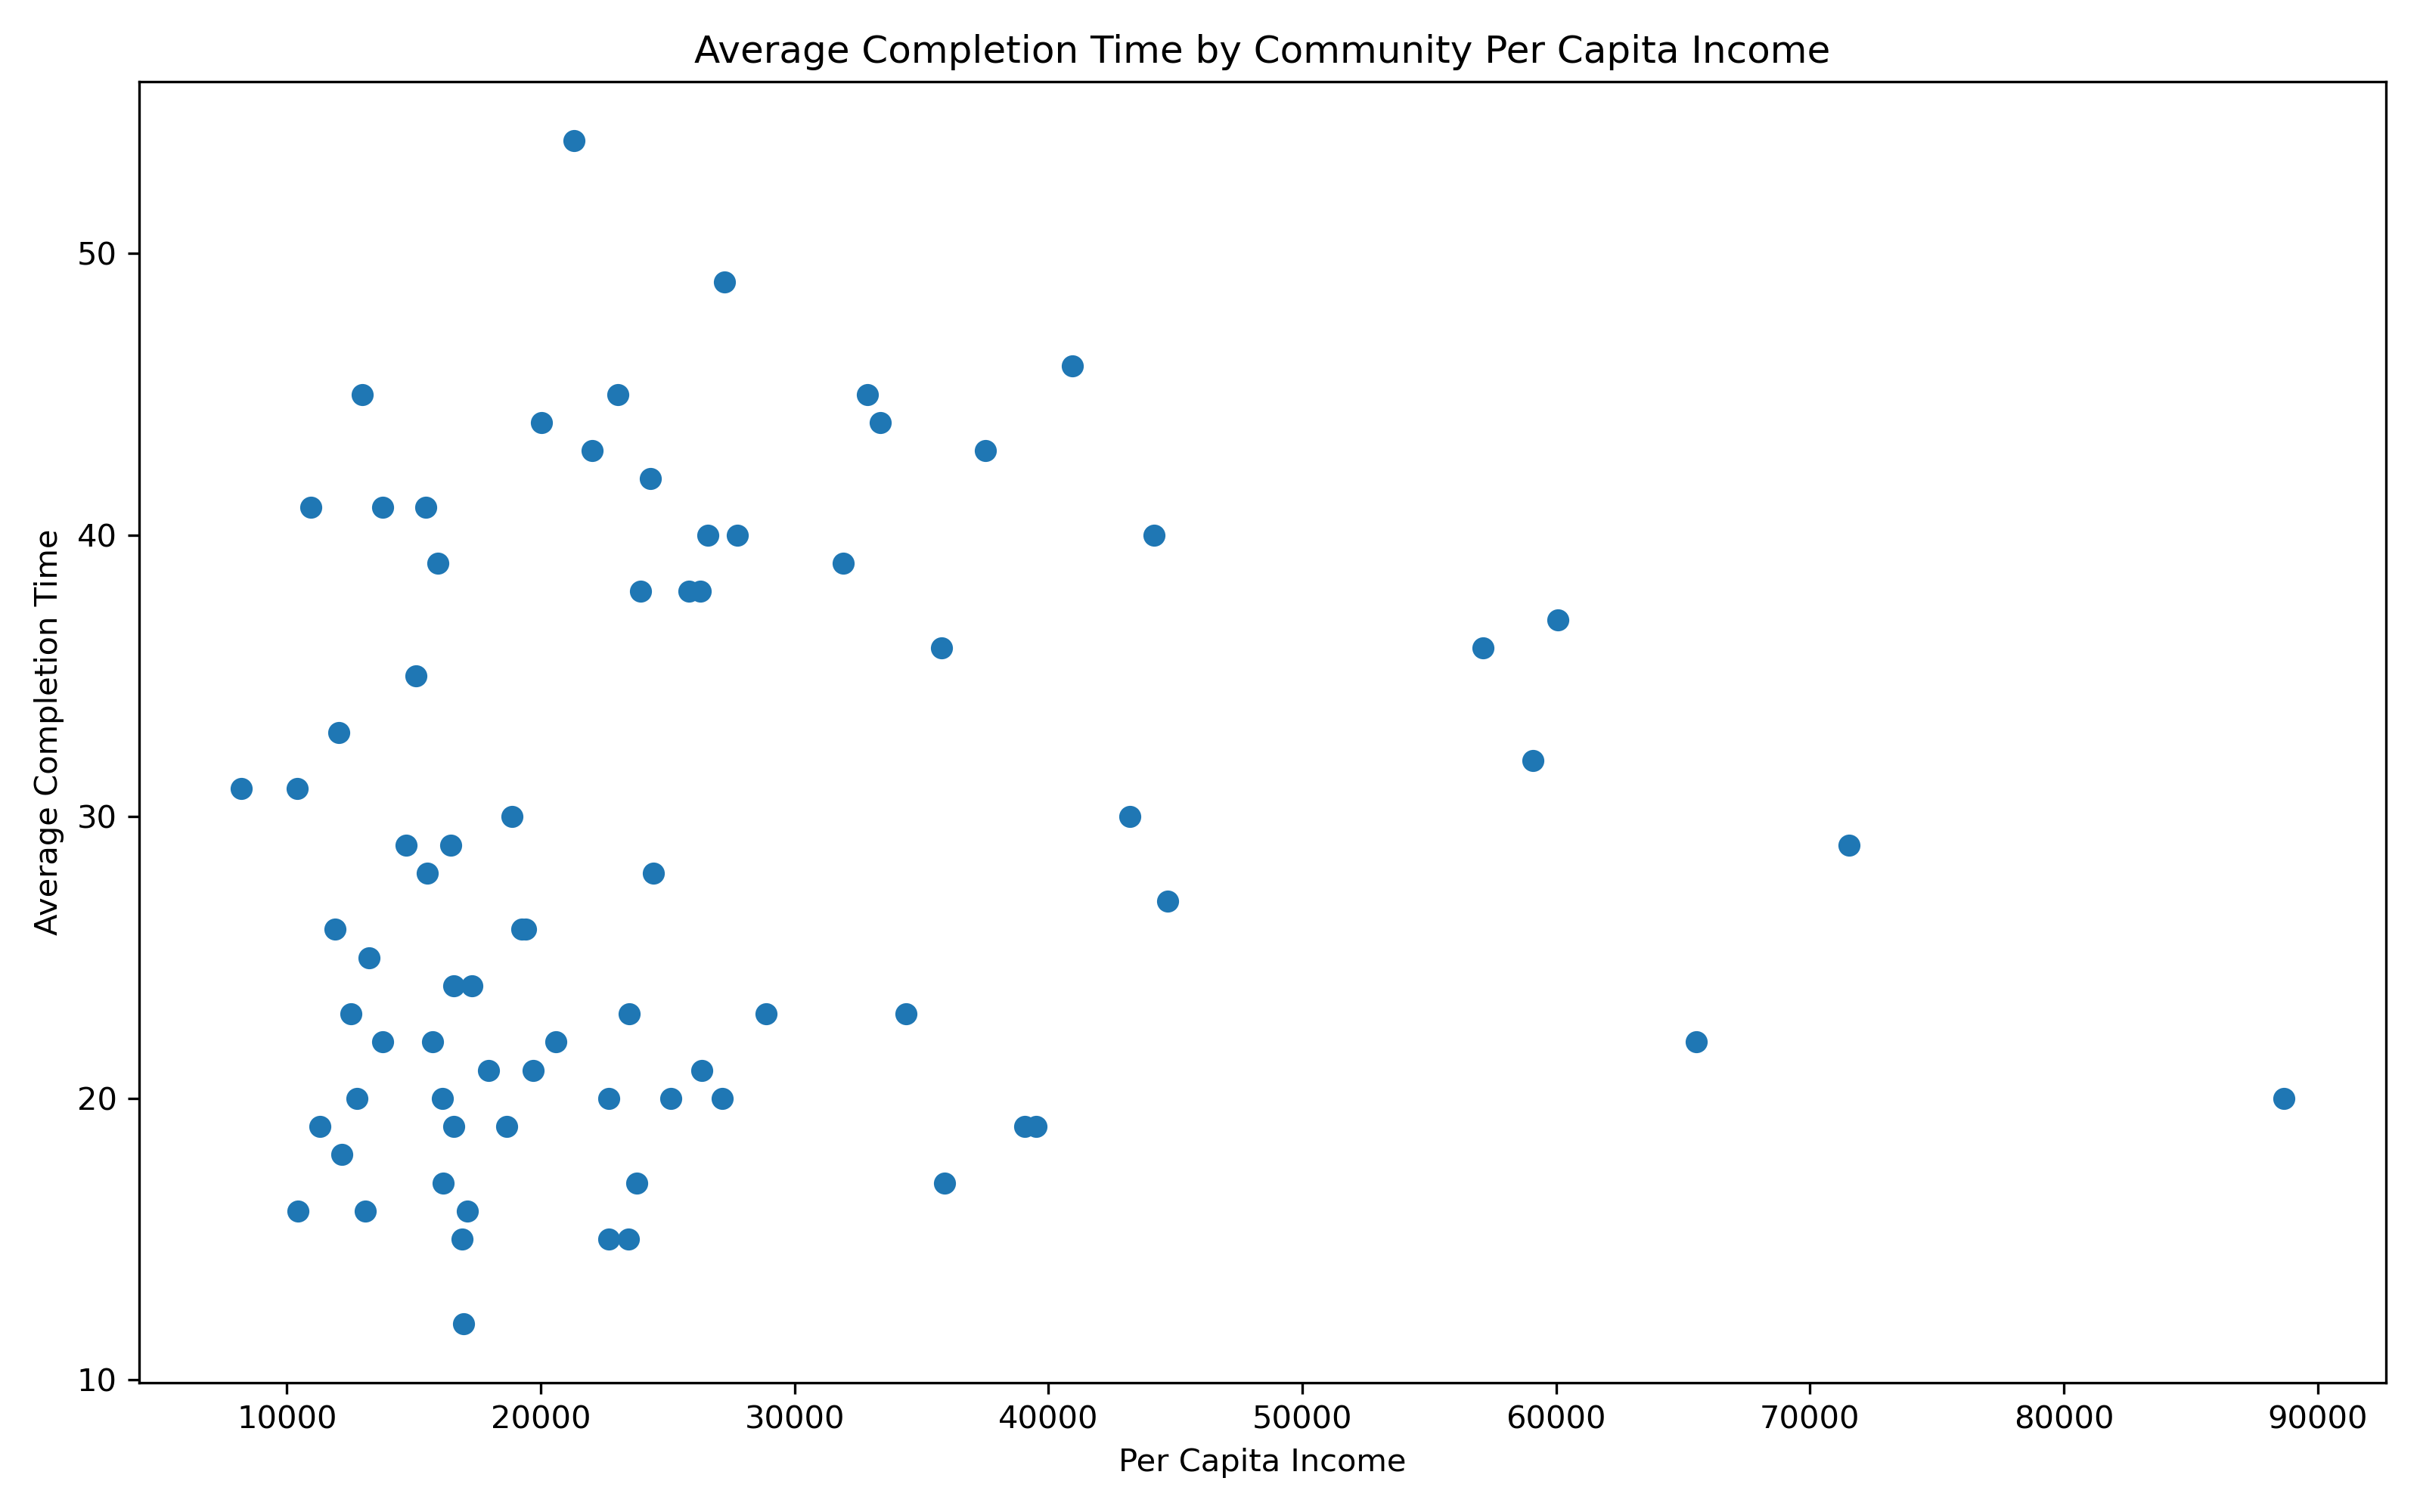 Average Completion Time by Community Per Capita Income
Average Completion Time
50
40
30
20
10
10000 20000 30000 40000 50000 60000 70000 80000 90000
Per Capita Income